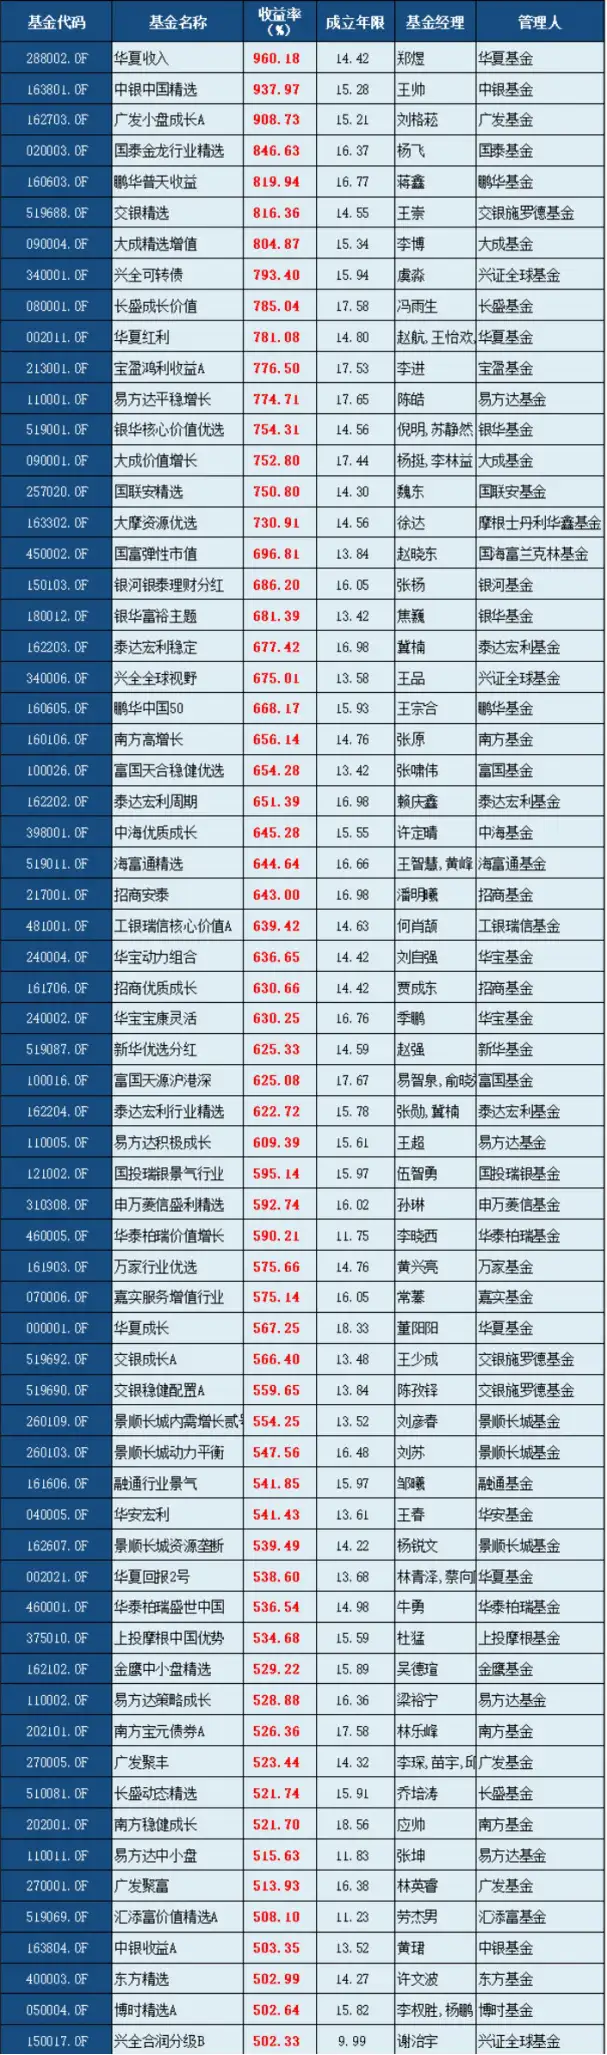 基金代码 基金名称 收益率(%) 成立年限 基金经理 管理人
288002.OF 华夏收入 960.18 14.42 郑煜 华夏基金
163801.OF 中银中国精选 937.97 15.28 王帅 中银基金
162703.OF 广发小盘成长A 908.73 15.21 刘格菘 广发基金
020003.OF 国泰金龙行业精选 846.63 16.37 杨飞 国泰基金
160603.OF 鹏华普天收益 819.94 16.77 蒋鑫 鹏华基金
519688.OF 交银精选 816.36 14.55 王崇 交银施罗德基金
090004.OF 大成精选增值 804.87 15.34 李博 大成基金
340001.OF 兴全可转债 793.40 15.94 虞淼 兴证全球基金
080001.OF 长盛成长价值 785.04 17.58 冯雨生 长盛基金
002011.OF 华夏红利 781.08 14.80 赵航,王怡欢, 华夏基金
213001.OF 宝盈鸿利收益A 776.50 17.53 李进 宝盈基金
110001.OF 易方达平稳增长 774.71 17.65 陈皓 易方达基金
519001.OF 银华核心价值优选 754.31 14.56 倪明,苏静然 银华基金
090001.OF 大成价值增长 752.80 17.44 杨挺,李林益 大成基金
257020.OF 国联安精选 750.80 14.30 魏东 国联安基金
163302.OF 大摩资源优选 730.91 14.56 徐达 摩根士丹利华鑫基金
450002.OF 国富弹性市值 696.81 13.84 赵晓东 国海富兰克林基金
150103.OF 银河银泰理财分红 686.20 16.05 张杨 银河基金
180012.OF 银华富裕主题 681.39 13.42 焦巍 银华基金
162203.OF 泰达宏利稳定 677.42 16.98 冀楠 泰达宏利基金
340006.OF 兴全全球视野 675.01 13.58 王品 兴证全球基金
160605.OF 鹏华中国50 668.17 15.93 王宗合 鹏华基金
160106.OF 南方高增长 656.14 14.76 张原 南方基金
100026.OF 富国天合稳健优选 654.28 13.42 张啸伟 富国基金
162202.OF 泰达宏利周期 651.39 16.98 赖庆鑫 泰达宏利基金
398001.OF 中海优质成长 645.28 15.55 许定晴 中海基金
519011.OF 海富通精选 644.64 16.66 王智慧,黄峰 海富通基金
217001.OF 招商安泰 643.00 16.98 潘明曦 招商基金
481001.OF 工银瑞信核心价值A 639.42 14.63 何肖颉 工银瑞信基金
240004.OF 华宝动力组合 636.65 14.42 刘自强 华宝基金
161706.OF 招商优质成长 630.66 14.42 贾成东 招商基金
240002.OF 华宝宝康灵活 630.25 16.76 季鹏 华宝基金
519087.OF 新华优选分红 625.33 14.59 赵强 新华基金
100016.OF 富国天源沪港深 625.08 17.67 易智泉,俞晓 富国基金
162204.OF 泰达宏利行业精选 622.72 15.78 张勋,冀楠 泰达宏利基金
110005.OF 易方达积极成长 609.39 15.61 王超 易方达基金
121002.OF 国投瑞银景气行业 595.14 15.97 伍智勇 国投瑞银基金
310308.OF 申万菱信盛利精选 592.74 16.02 孙琳 申万菱信基金
460005.OF 华泰柏瑞价值增长 590.21 11.75 李晓西 华泰柏瑞基金
161903.OF 万家行业优选 575.66 14.76 黄兴亮 万家基金
070006.OF 嘉实服务增值行业 575.14 16.05 常蓁 嘉实基金
000001.OF 华夏成长 567.25 18.33 董阳阳 华夏基金
519692.OF 交银成长A 566.40 13.48 王少成 交银施罗德基金
519690.OF 交银稳健配置A 559.65 13.84 陈孜铎 交银施罗德基金
260109.OF 景顺长城内需增长贰号 554.25 13.52 刘彦春 景顺长城基金
260103.OF 景顺长城动力平衡 547.56 16.48 刘苏 景顺长城基金
161606.OF 融通行业景气 541.85 15.97 邹曦 融通基金
040005.OF 华安宏利 541.43 13.61 王春 华安基金
162607.OF 景顺长城资源垄断 539.49 14.22 杨锐文 景顺长城基金
002021.OF 华夏回报2号 538.60 13.68 林青泽,蔡向 华夏基金
460001.OF 华泰柏瑞盛世中国 536.54 14.98 牛勇 华泰柏瑞基金
375010.OF 上投摩根中国优势 534.68 15.59 杜猛 上投摩根基金
162102.OF 金鹰中小盘精选 529.22 15.89 吴德瑄 金鹰基金
110002.OF 易方达策略成长 528.88 16.36 梁裕宁 易方达基金
202101.OF 南方宝元债券A 526.36 17.58 林乐峰 南方基金
270005.OF 广发聚丰 523.44 14.32 李琛,苗宇,邱 广发基金
510081.OF 长盛动态精选 521.74 15.91 乔培涛 长盛基金
202001.OF 南方稳健成长 521.70 18.56 应帅 南方基金
110011.OF 易方达中小盘 515.63 11.83 张坤 易方达基金
270001.OF 广发聚富 513.93 16.38 林英睿 广发基金
519069.OF 汇添富价值精选A 508.10 11.23 劳杰男 汇添富基金
163804.OF 中银收益A 503.35 13.52 黄珺 中银基金
400003.OF 东方精选 502.99 14.27 许文波 东方基金
050004.OF 博时精选A 502.64 15.82 李权胜,杨鹏 博时基金
150017.OF 兴全合润分级B 502.33 9.99 谢治宇 兴证全球基金